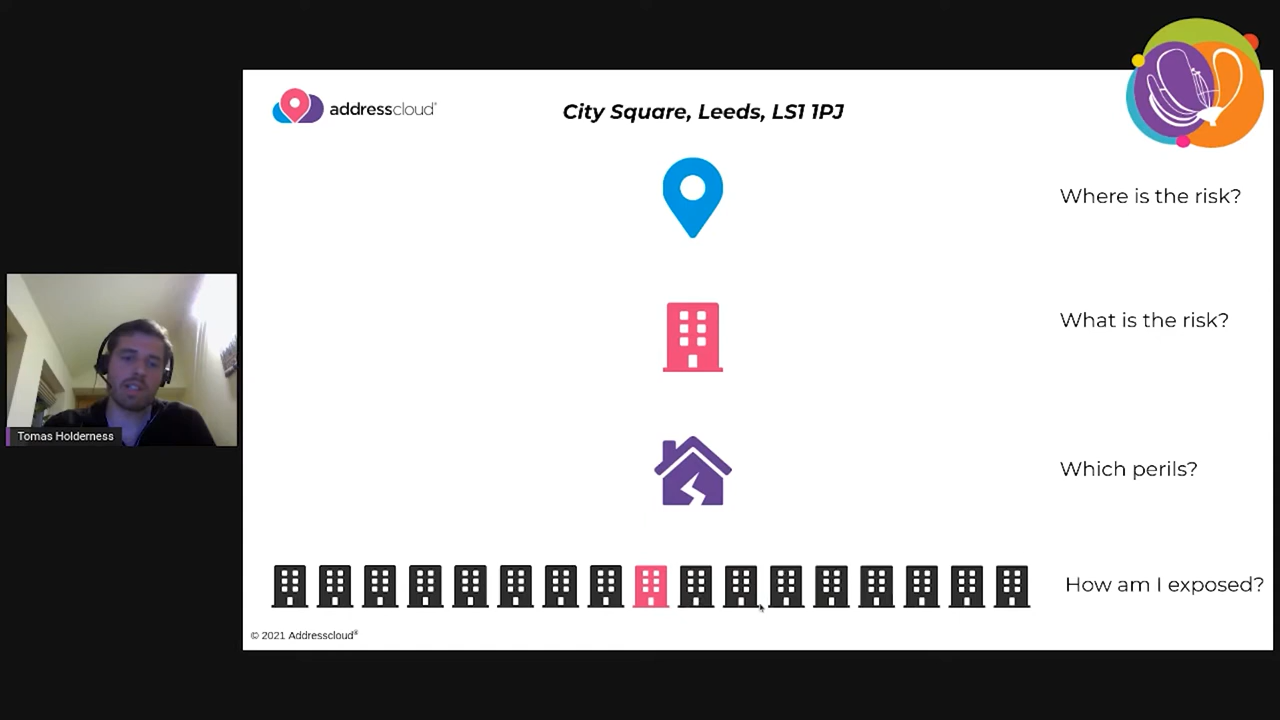 addresscloud®
City Square, Leeds, LS1 1PJ
Where is the risk?
What is the risk?
Tomas Holderness
Which perils?
How am I exposed?
© 2021 Addresscloud®